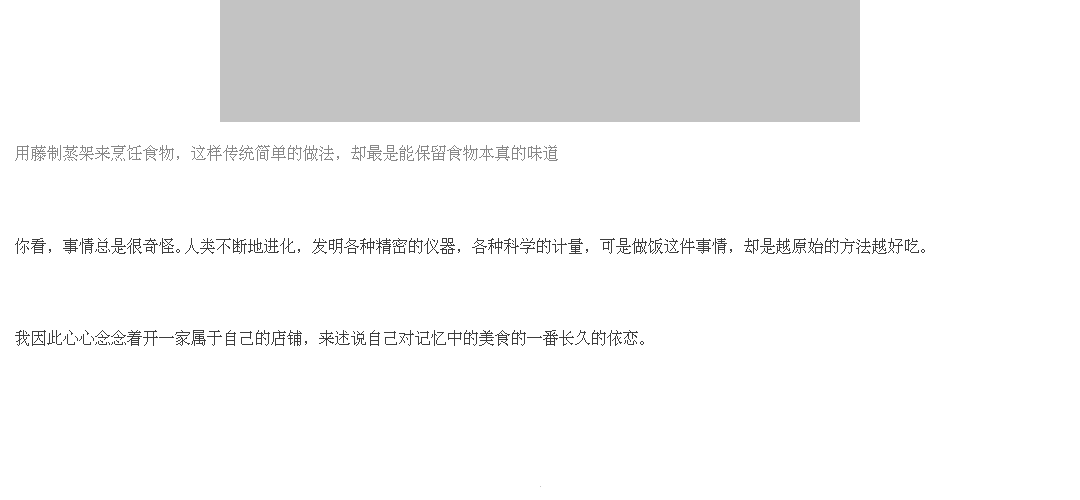 用藤制蒸架来烹饪食物，这样传统简单的做法，却最是能保留食物本真的味道
你看，事情总是很奇怪。人类不断地进化，发明各种精密的仪器，各种科学的计量，可是做饭这件事情，却是越原始的方法越好吃。
我因此心心念念着开一家属于自己的店铺，来述说自己对记忆中的美食的一番长久的依恋。